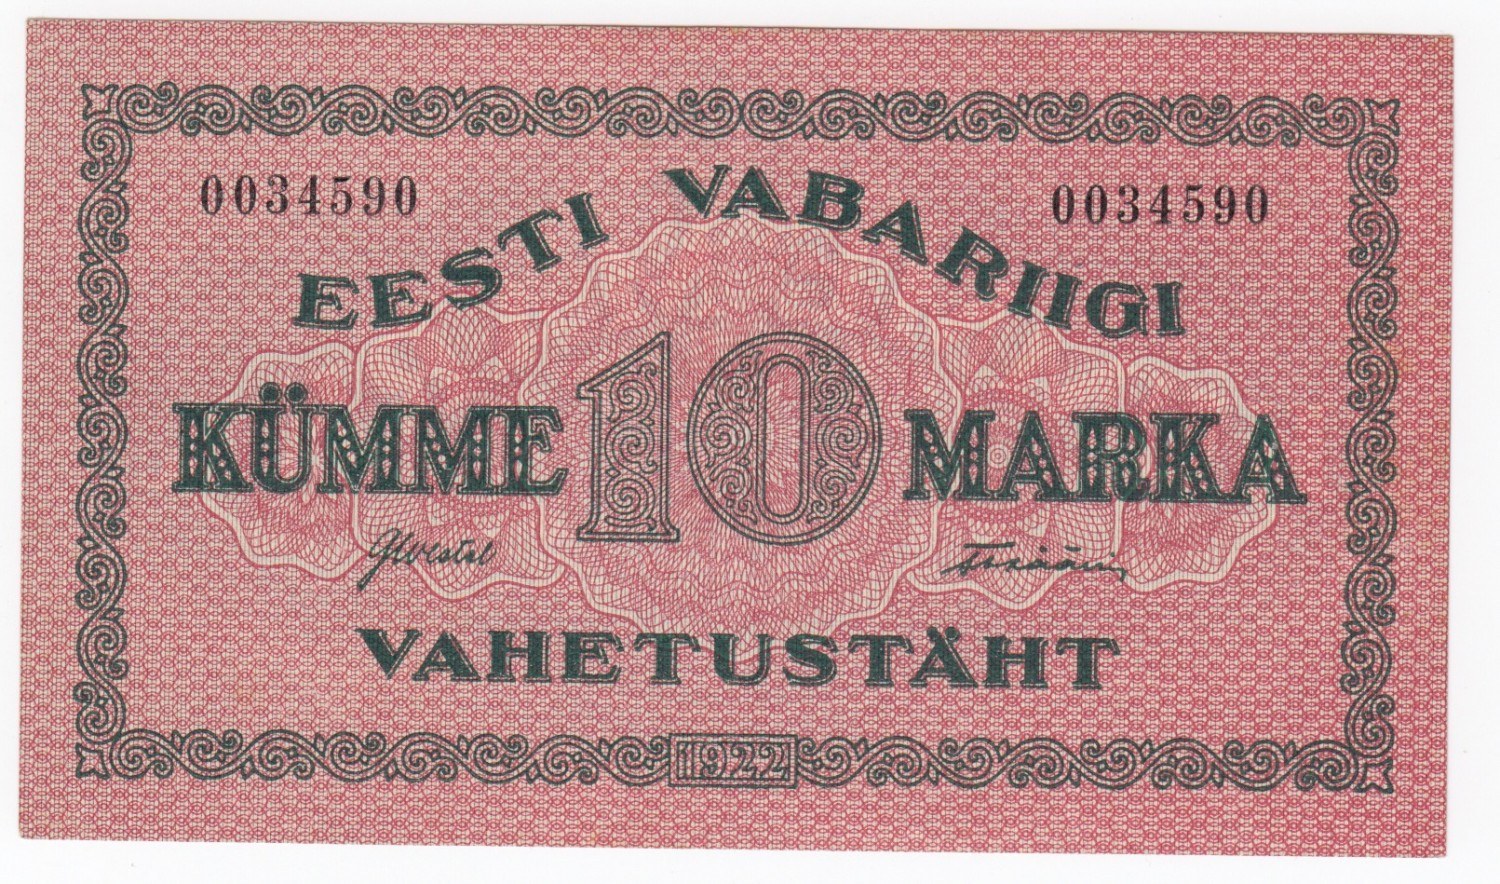 0034590 0034590
EESTI VABARIIGI
KÜMME 10 MARKA
VAHETUSTÄHT
1922